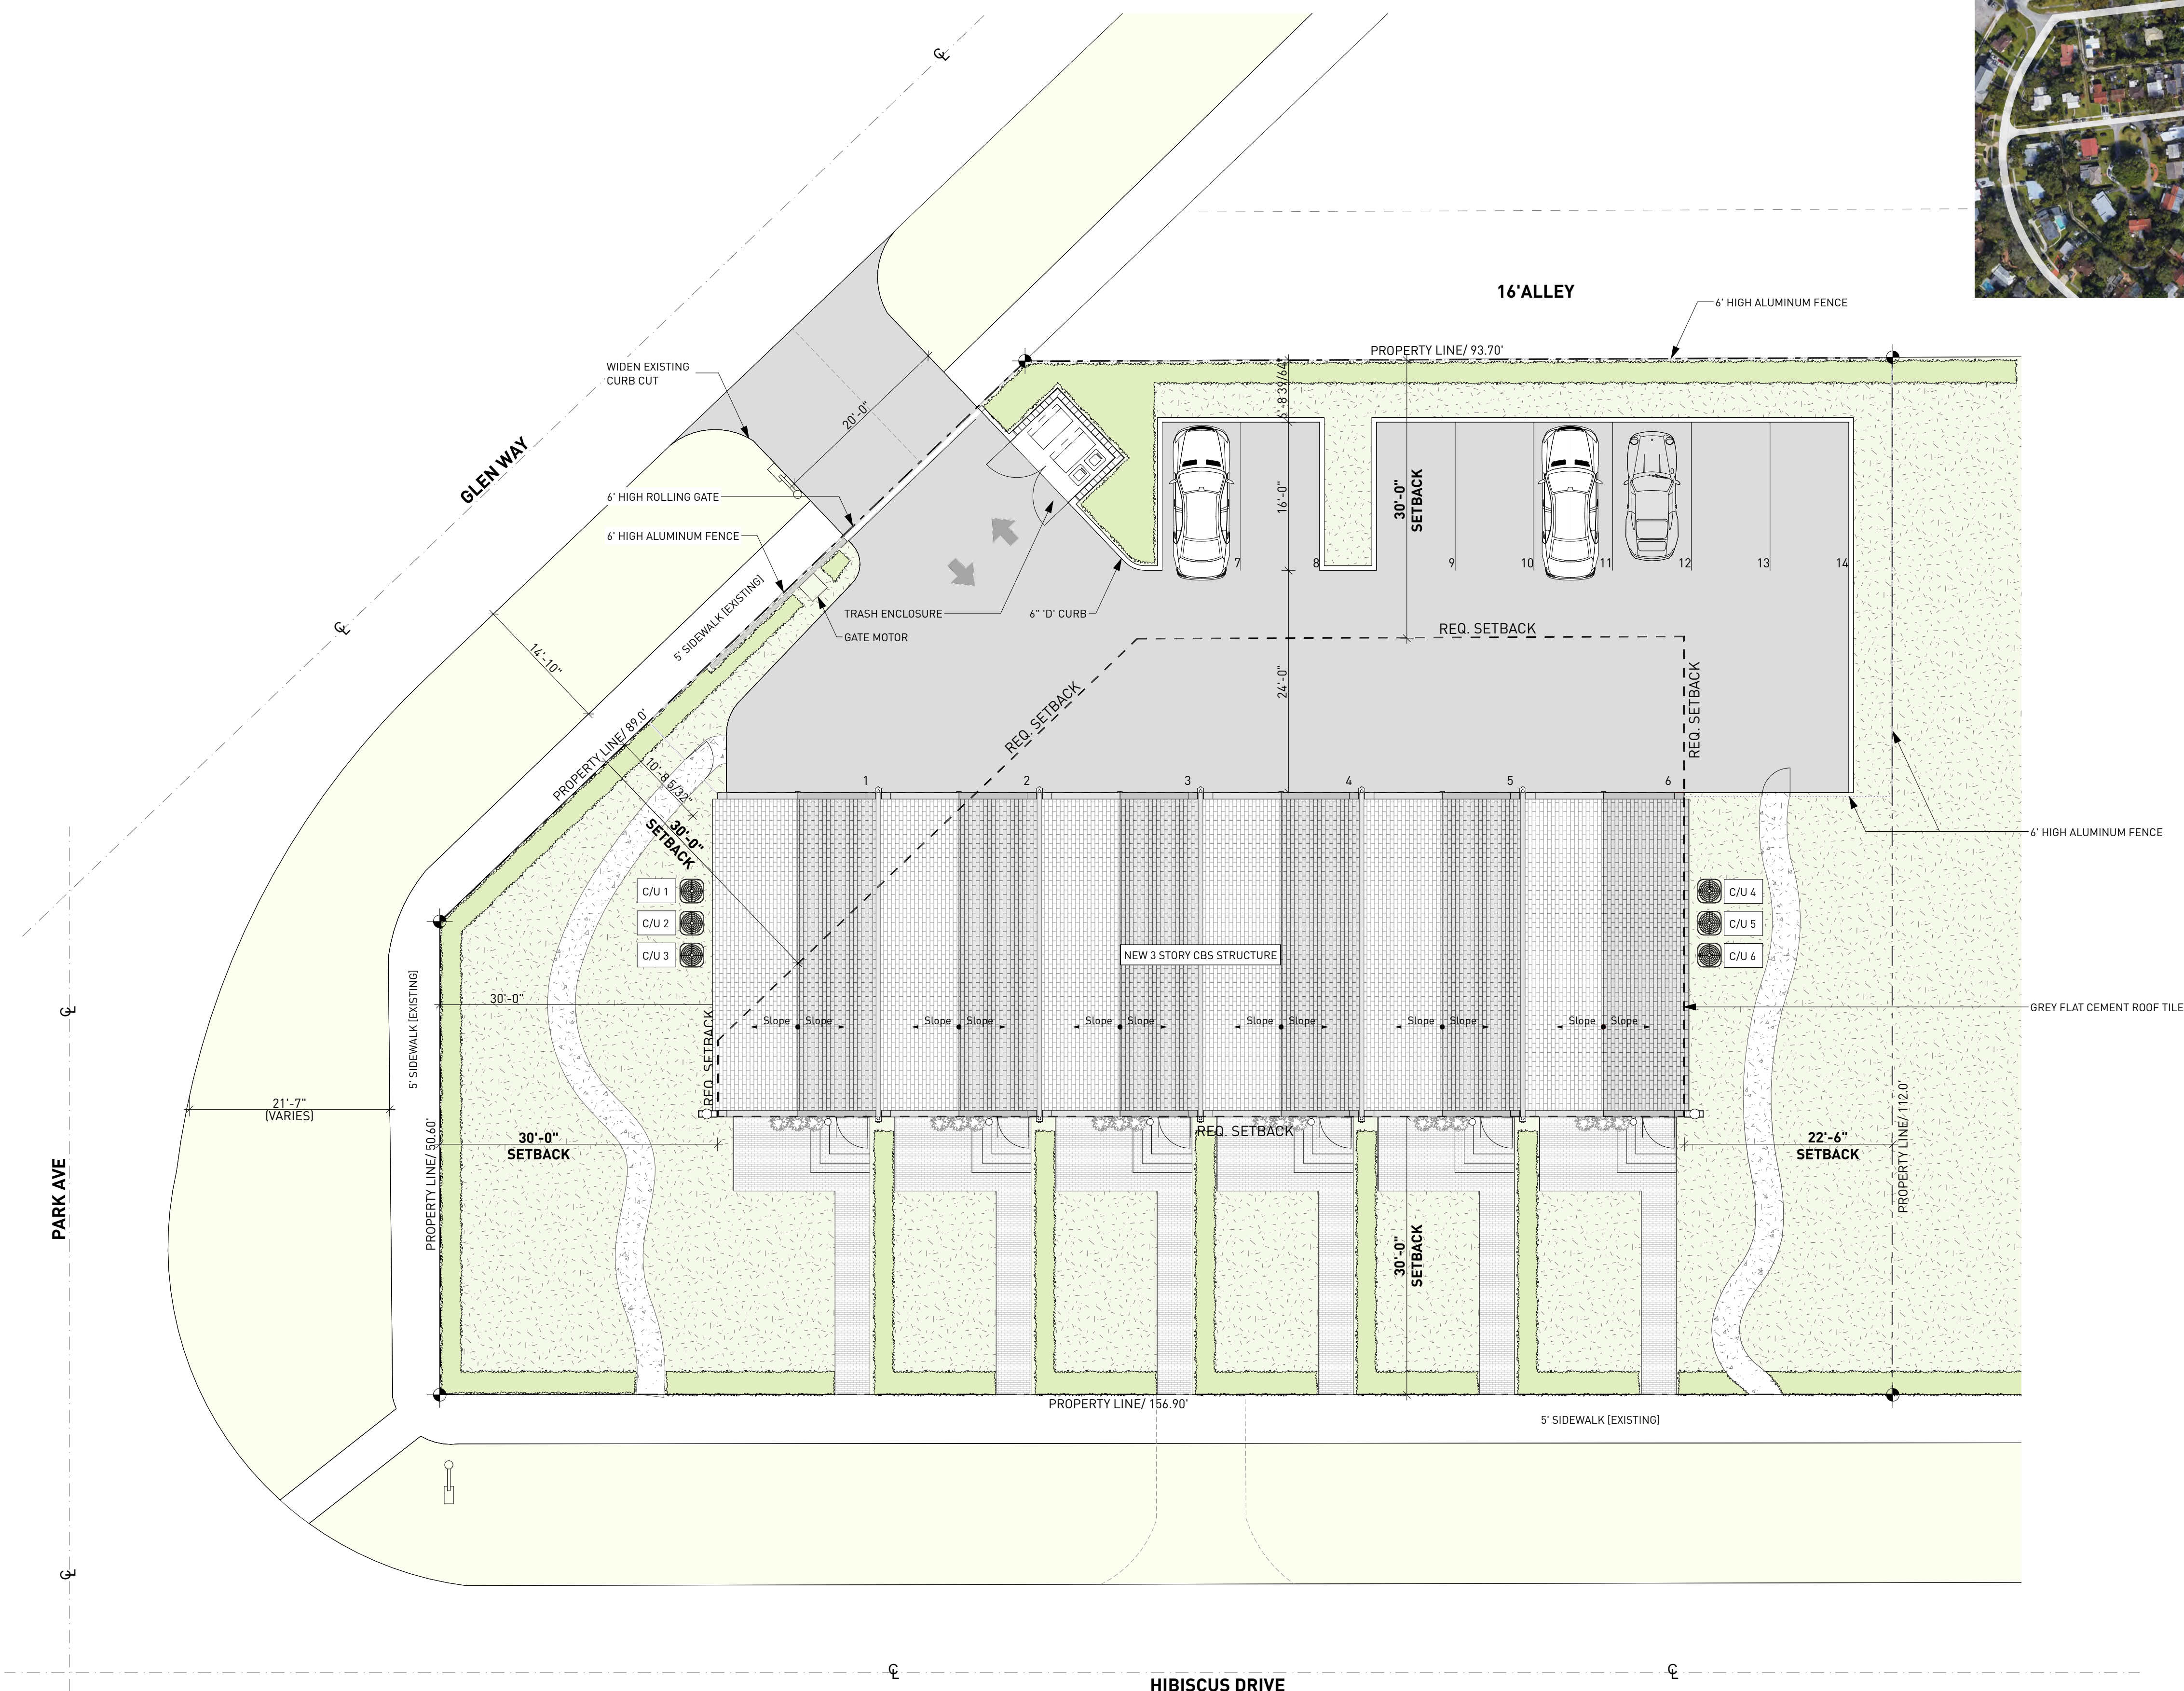 ℄
16'ALLEY
6' HIGH ALUMINUM FENCE
PROPERTY LINE/ 93.70'
WIDEN EXISTING
CURB CUT
6'-8 39/64"
20'-0"
GLEN WAY
6' HIGH ROLLING GATE
16'-0"
30'-0"
SETBACK
6' HIGH ALUMINUM FENCE
7
8
9
10
11
12
13
14
5' SIDEWALK (EXISTING)
TRASH ENCLOSURE
6" 'D' CURB
GATE MOTOR
℄
REQ. SETBACK
14'-10"
24'-0"
REQ. SETBACK
REQ. SETBACK
PROPERTY LINE/ 89.0'
10'-8 5/32"
30'-0"
SETBACK
1
2
3
4
5
6
6' HIGH ALUMINUM FENCE
C/U 1
C/U 2
C/U 3
C/U 4
C/U 5
C/U 6
NEW 3 STORY CBS STRUCTURE
5' SIDEWALK (EXISTING)
30'-0"
℄
GREY FLAT CEMENT ROOF TILE
Slope Slope
Slope Slope
Slope Slope
Slope Slope
Slope Slope
Slope Slope
REQ. SETBACK
21'-7"
(VARIES)
REQ. SETBACK
30'-0"
SETBACK
22'-6"
SETBACK
PROPERTY LINE/ 50.60'
PROPERTY LINE/ 112.0'
PARK AVE
30'-0"
SETBACK
PROPERTY LINE/ 156.90'
5' SIDEWALK (EXISTING)
℄
℄
℄
HIBISCUS DRIVE